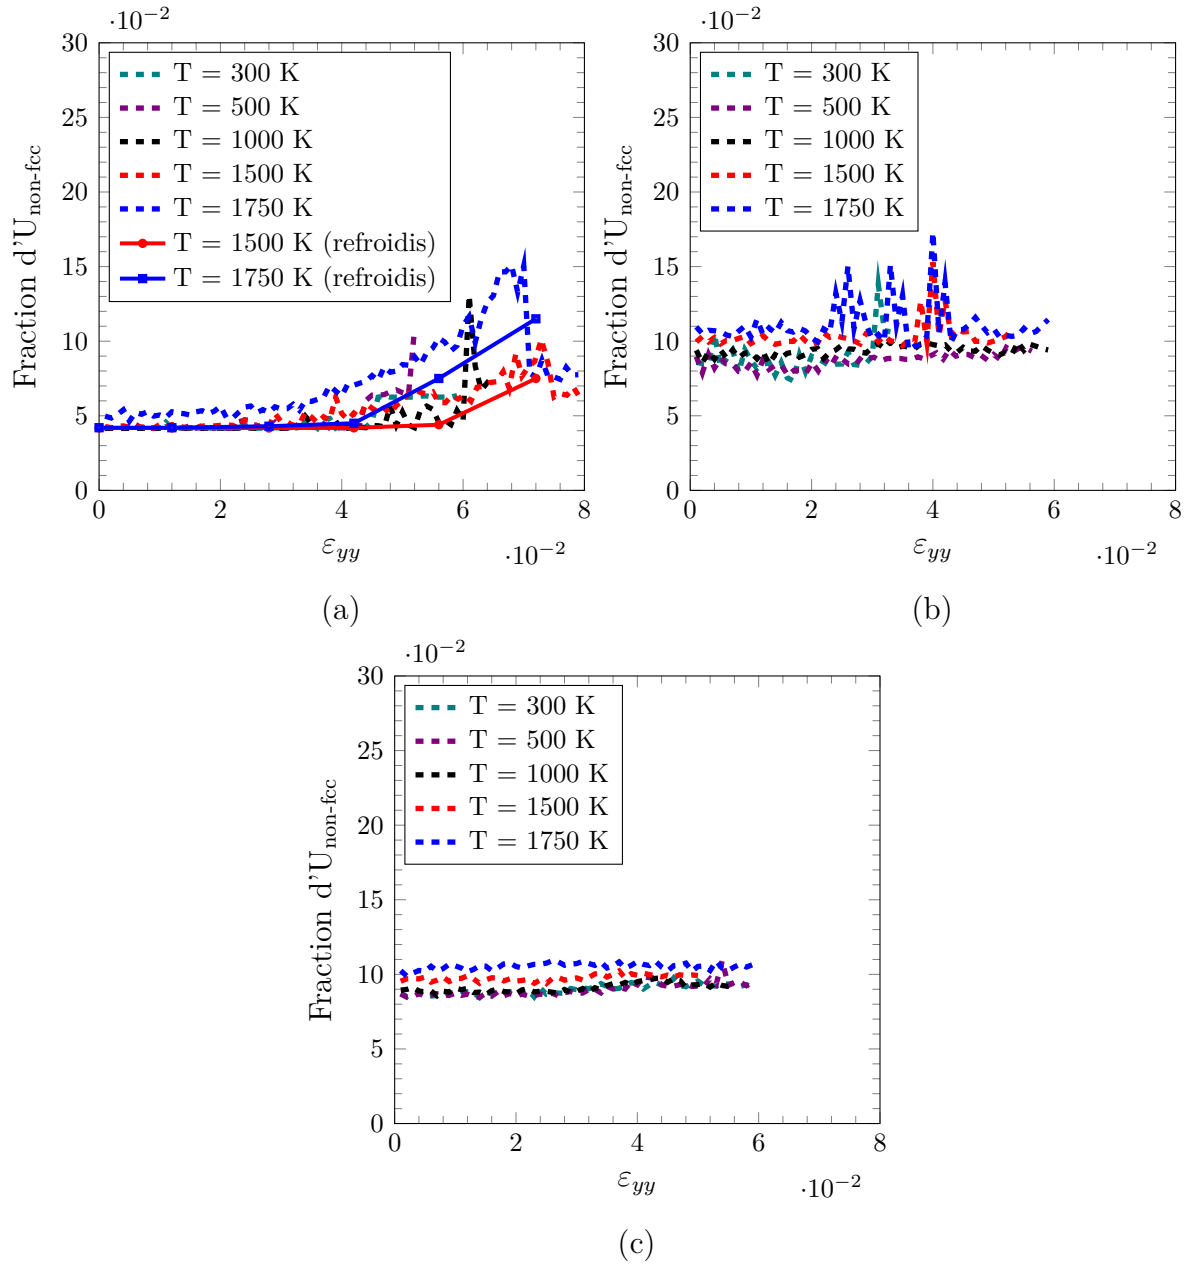 ·10⁻²
30
25
20
15
10
5
0
Fraction d'U_non-fcc
T = 300 K
T = 500 K
T = 1000 K
T = 1500 K
T = 1750 K
T = 1500 K (refroidis)
T = 1750 K (refroidis)
0 2 4 6 8
ε_yy
·10⁻²
(a)
·10⁻²
30
25
20
15
10
5
0
Fraction d'U_non-fcc
T = 300 K
T = 500 K
T = 1000 K
T = 1500 K
T = 1750 K
0 2 4 6 8
ε_yy
·10⁻²
(b)
·10⁻²
30
25
20
15
10
5
0
Fraction d'U_non-fcc
T = 300 K
T = 500 K
T = 1000 K
T = 1500 K
T = 1750 K
0 2 4 6 8
ε_yy
·10⁻²
(c)